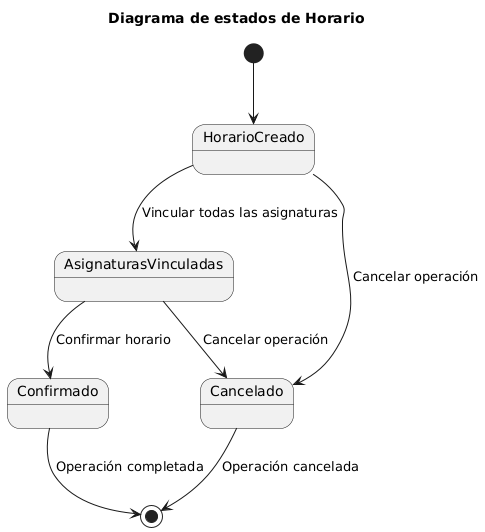 Diagrama de estados de Horario
HorarioCreado
Vincular todas las asignaturas
AsignaturasVinculadas
Cancelar operación
Confirmar horario
Cancelar operación
Confirmado
Cancelado
Operación completada
Operación cancelada